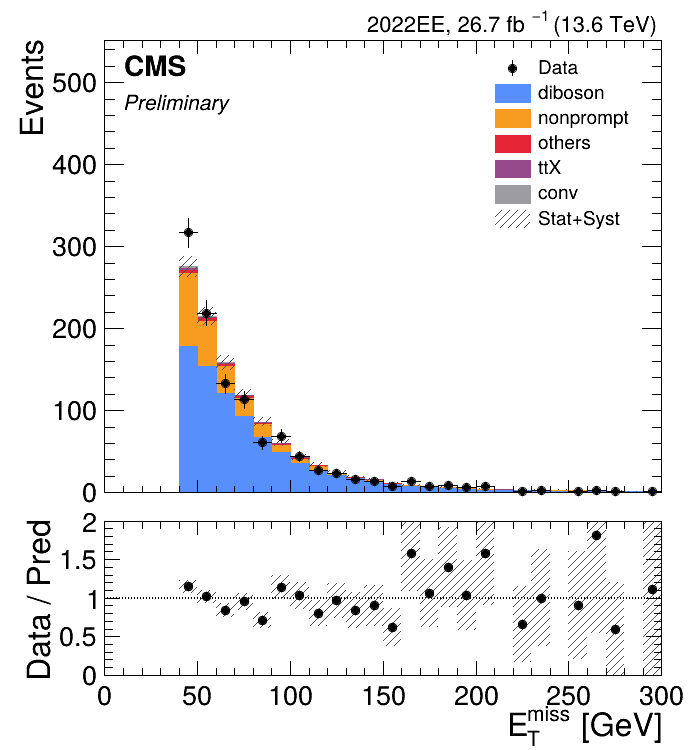 2022EE, 26.7 fb ⁻¹ (13.6 TeV)
Events
CMS
Preliminary
Data
diboson
nonprompt
others
ttX
conv
Stat+Syst
500
400
300
200
100
0
Data / Pred
2
1.5
1
0.5
0
0 50 100 150 200 250 300
E_T^miss [GeV]